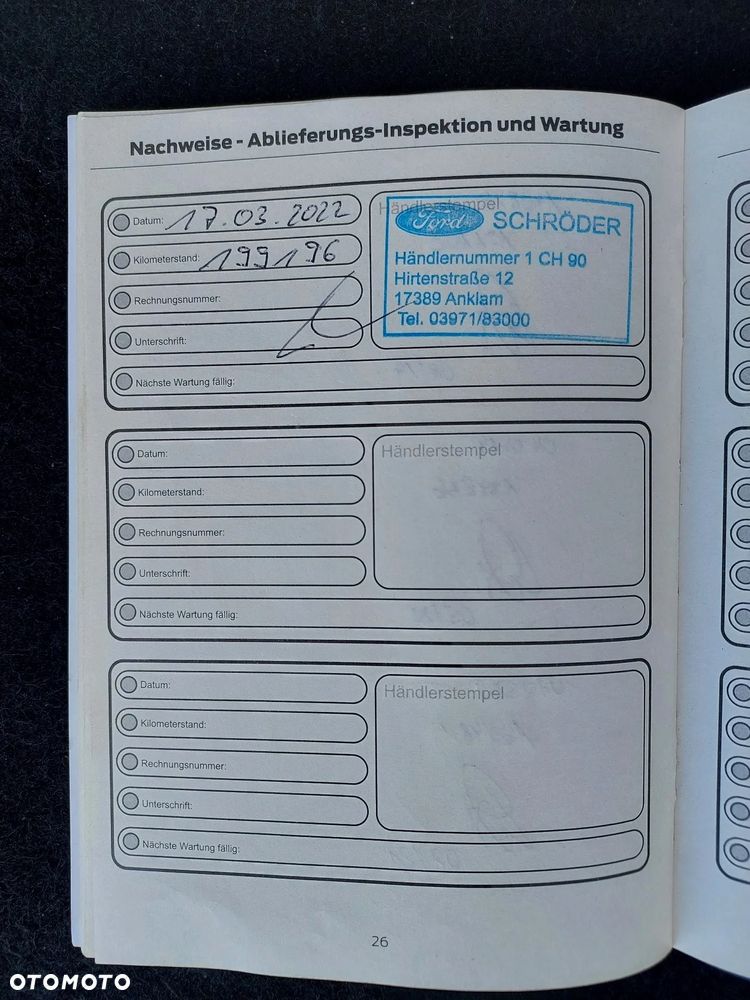 Nachweise - Ablieferungs-Inspektion und Wartung
Datum: 17.03.2022
Kilometerstand: 199196
Rechnungsnummer:
Unterschrift:
Nächste Wartung fällig:
Händlerstempel
Ford SCHRÖDER
Händlernummer 1 CH 90
Hirtenstraße 12
17389 Anklam
Tel. 03971/83000
Datum:
Kilometerstand:
Rechnungsnummer:
Unterschrift:
Nächste Wartung fällig:
Händlerstempel
Datum:
Kilometerstand:
Rechnungsnummer:
Unterschrift:
Nächste Wartung fällig:
Händlerstempel
26
OTOMOTO